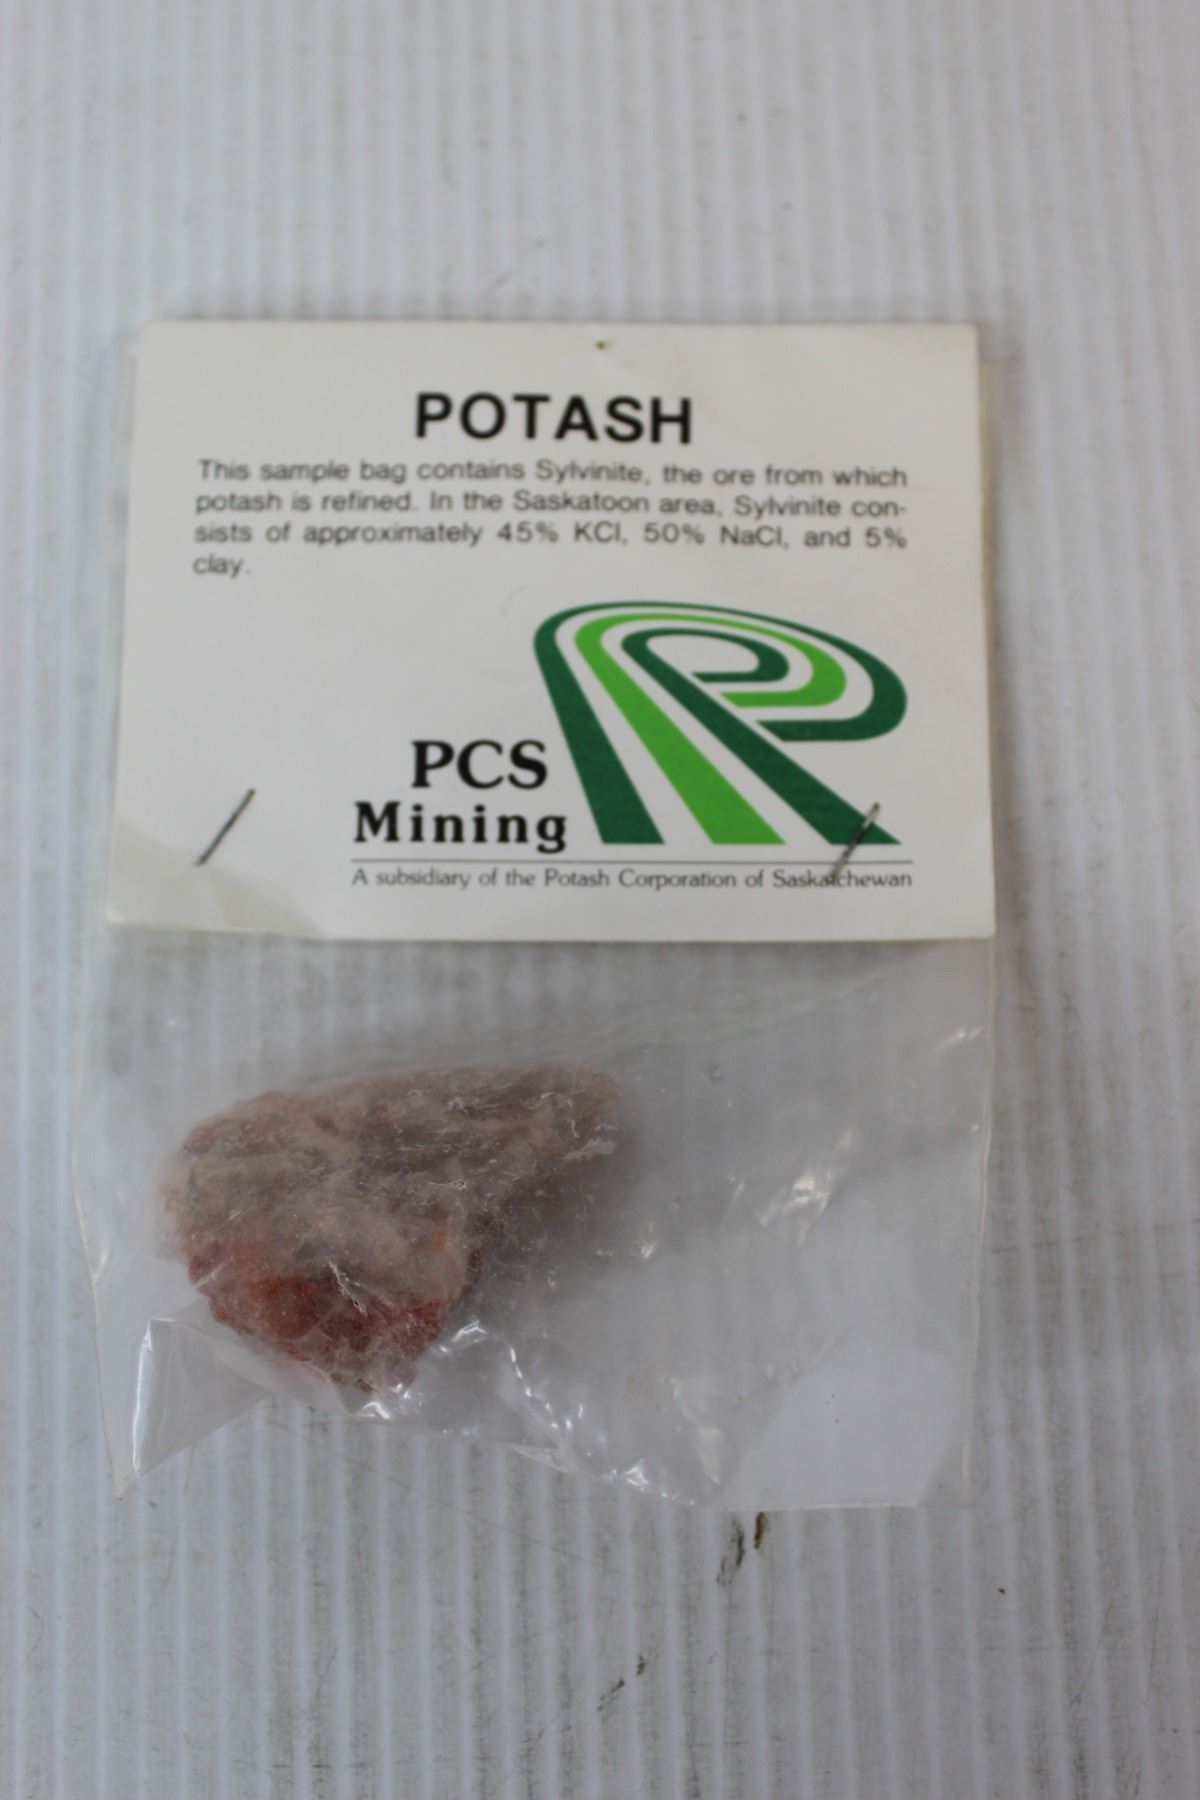 POTASH
This sample bag contains Sylvinite, the ore from which
potash is refined. In the Saskatoon area, Sylvinite con-
sists of approximately 45% KCl, 50% NaCl, and 5%
clay.
PCS
Mining
A subsidiary of the Potash Corporation of Saskatchewan